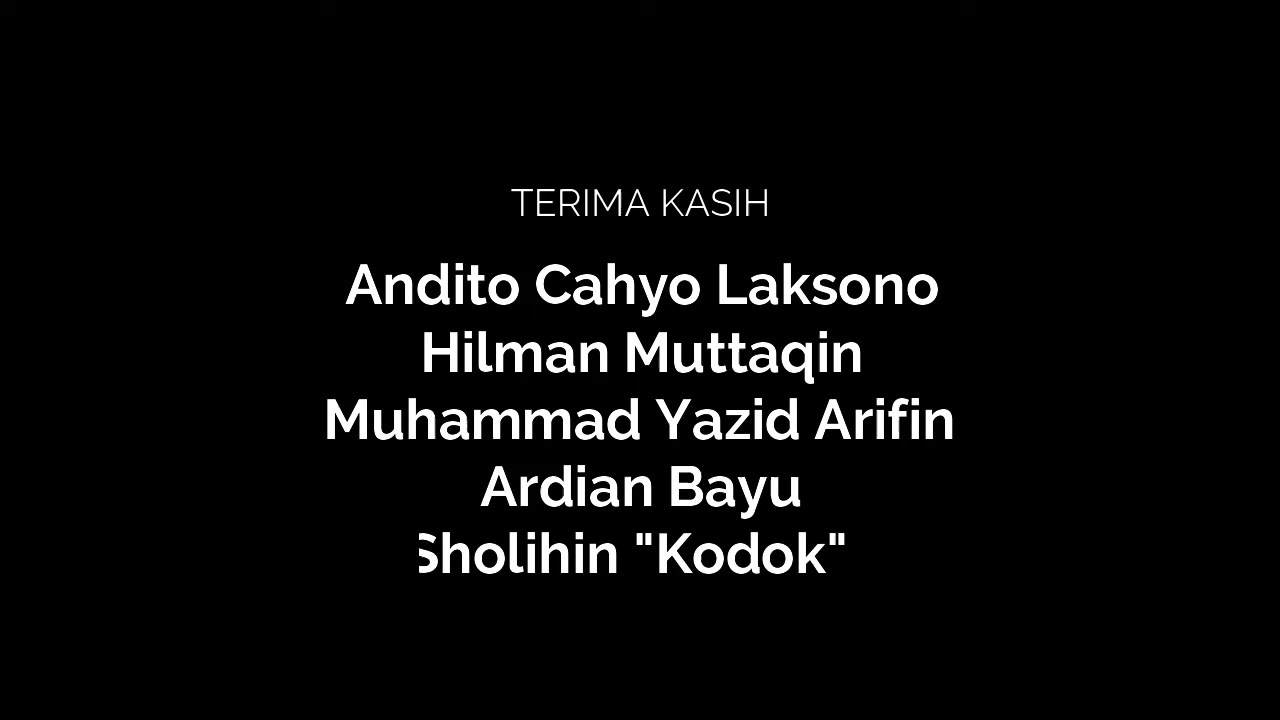 TERIMA KASIH
Andito Cahyo Laksono
Hilman Muttaqin
Muhammad Yazid Arifin
Ardian Bayu
Sholihin "Kodok"